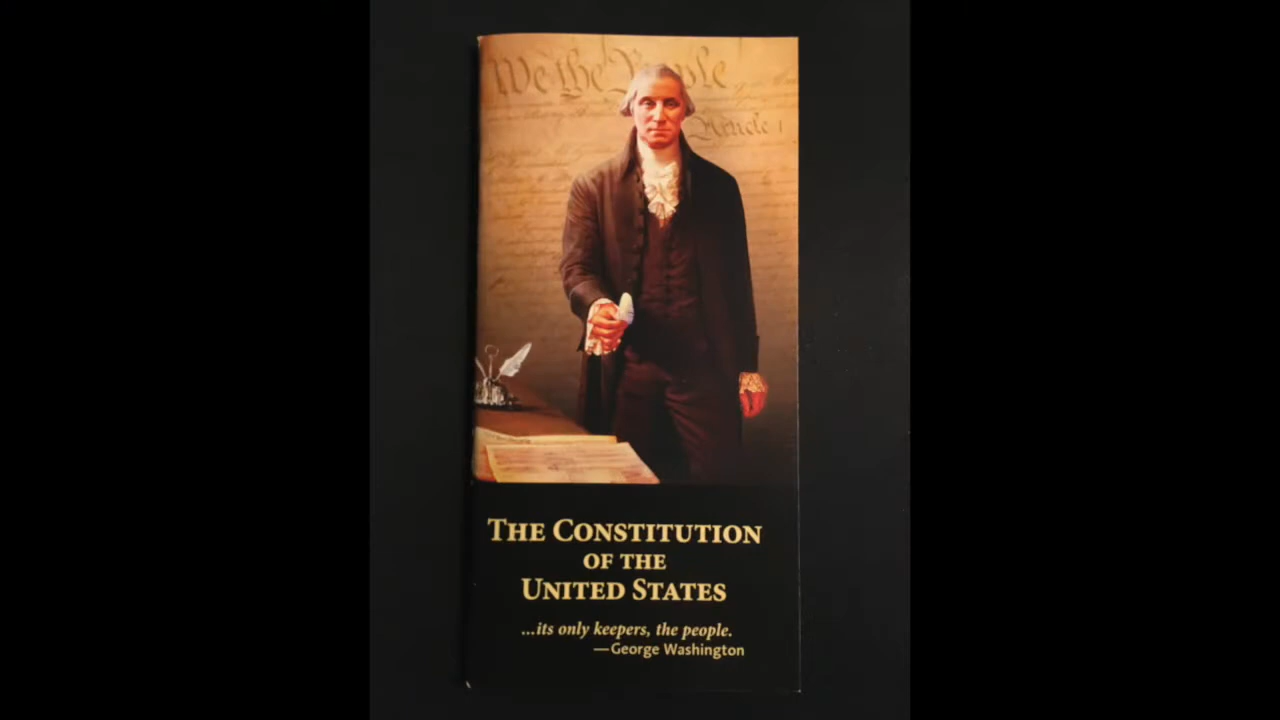 We the People
Article 1
THE CONSTITUTION
OF THE
UNITED STATES
...its only keepers, the people.
—George Washington